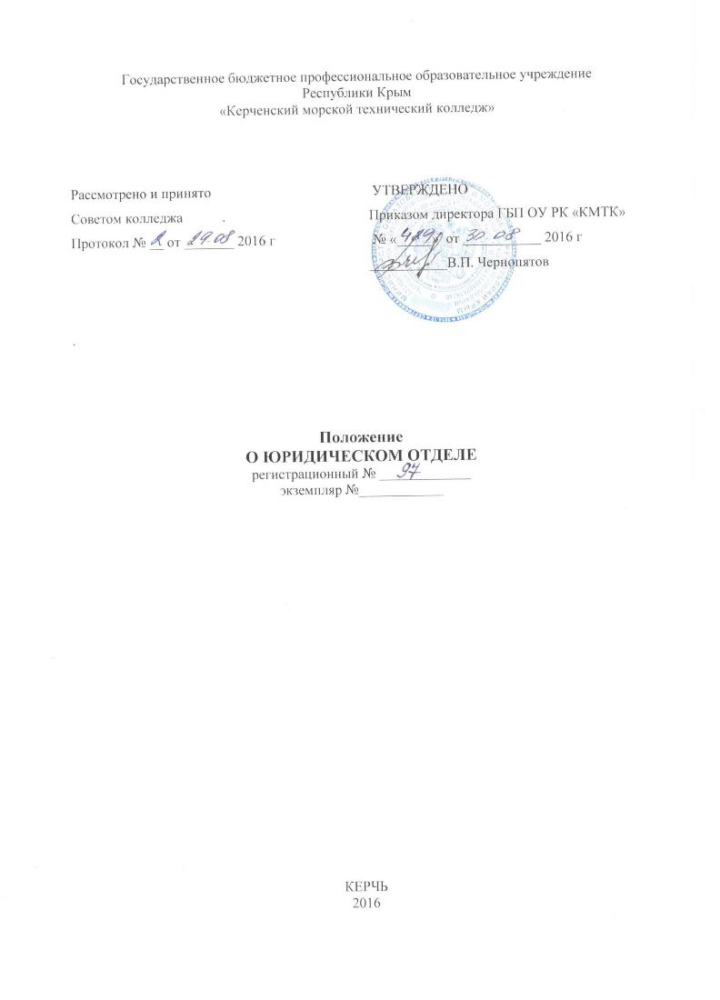 Государственное бюджетное профессиональное образовательное учреждение
Республики Крым
«Керченский морской технический колледж»
Рассмотрено и принято
Советом колледжа
Протокол № 2 от 29.08 2016 г
УТВЕРЖДЕНО
Приказом директора ГБП ОУ РК «КМТК»
№ «489» от 30.08 2016 г
В.П. Чернопятов
Положение
О ЮРИДИЧЕСКОМ ОТДЕЛЕ
регистрационный № 97
экземпляр №
КЕРЧЬ
2016